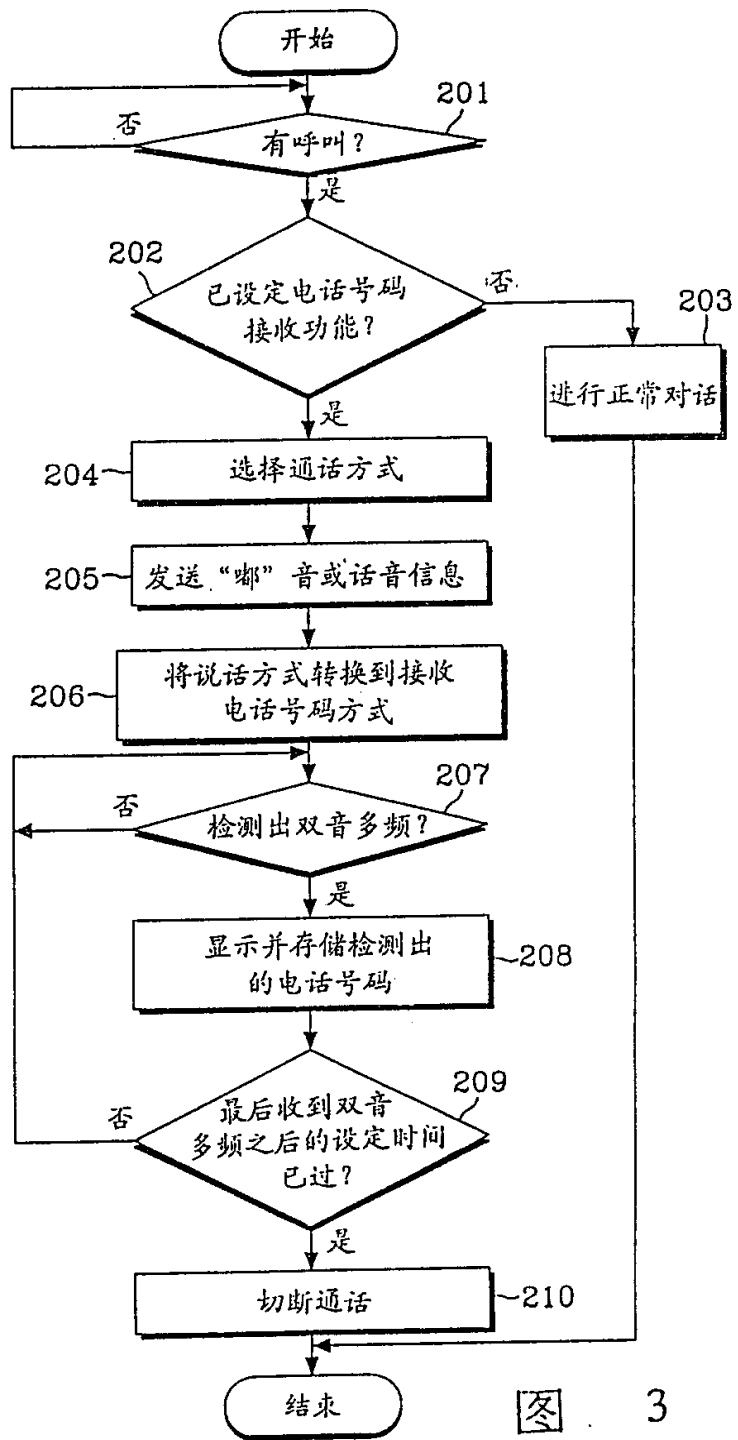 开始
201
否
有呼叫？
是
202
已设定电话号码
接收功能？
否
203
进行正常对话
是
204
选择通话方式
205
发送“嘟”音或话音信息
206
将说话方式转换到接收
电话号码方式
207
否
检测出双音多频？
是
显示并存储检测出
的电话号码
208
209
否
最后收到双音
多频之后的设定时间
已过？
是
切断通话
210
结束
图 3